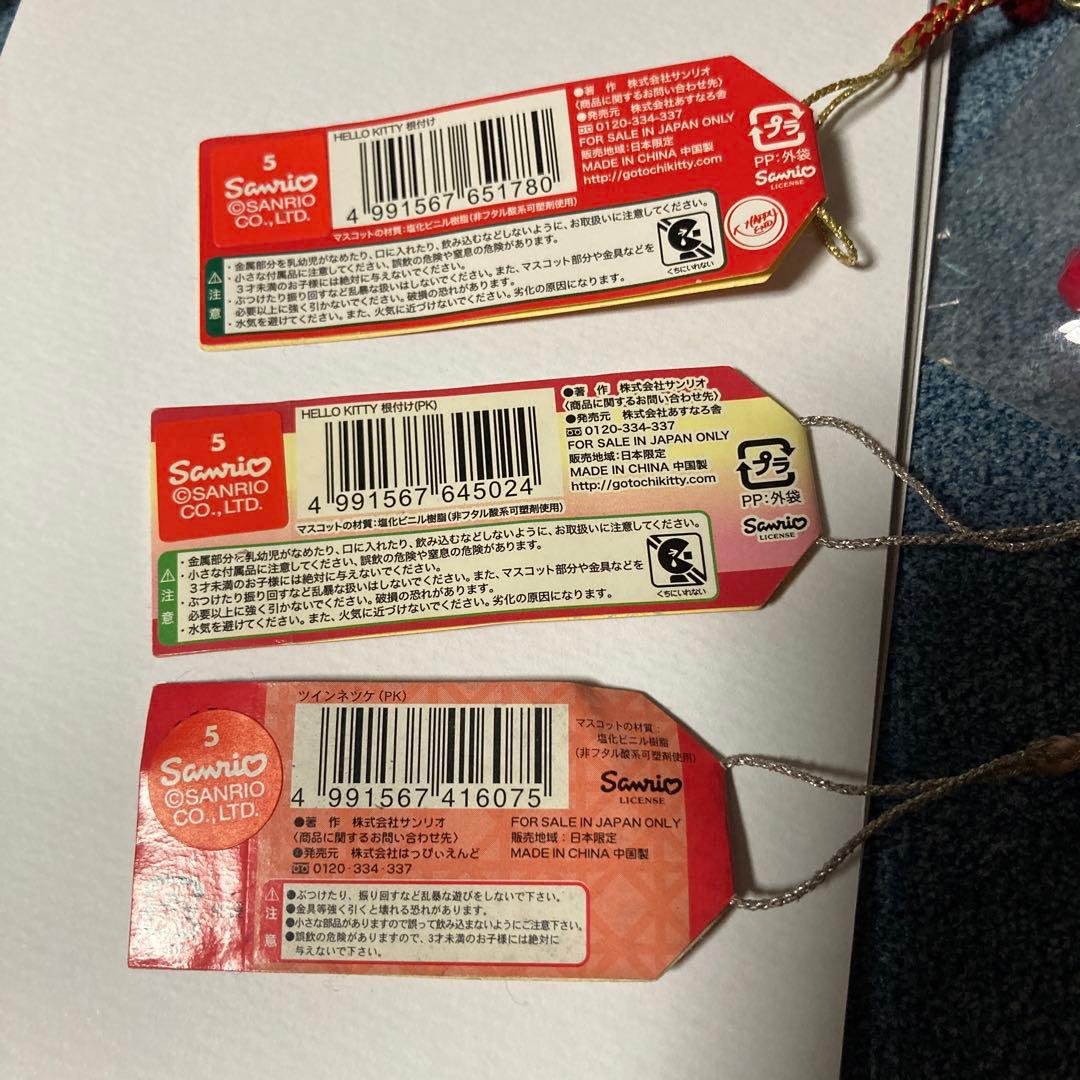 HELLO KITTY 根付け
5
Sanrio
©SANRIO
CO., LTD.
4 991567 651780
マスコットの材質:塩化ビニル樹脂(非フタル酸系可塑剤使用)
●著 作 株式会社サンリオ
〈商品に関するお問い合わせ先〉
●発売元 株式会社あすなろ舎
0120-334-337
FOR SALE IN JAPAN ONLY
販売地域:日本限定
MADE IN CHINA 中国製
http://gotochikitty.com
プラ
PP:外袋
Sanrio
LICENSE
HAPPY
END
注意
・金属部分を乳幼児がなめたり、口に入れたり、飲み込むなどしないように、お取扱いに注意してください。
・小さな付属品に注意してください。誤飲の危険や窒息の危険があります。
3才未満のお子様には絶対に与えないでください。
・ぶつけたり振り回すなど乱暴な扱いはしないでください。また、マスコット部分や金具などを
必要以上に強く引かないでください。破損の恐れがあります。
・水気を避けてください。また、火気に近づけないでください。劣化の原因になります。
くちにいれない
HELLO KITTY 根付け(PK)
5
Sanrio
©SANRIO
CO., LTD.
4 991567 645024
マスコットの材質:塩化ビニル樹脂(非フタル酸系可塑剤使用)
●著 作 株式会社サンリオ
〈商品に関するお問い合わせ先〉
●発売元 株式会社あすなろ舎
0120-334-337
FOR SALE IN JAPAN ONLY
販売地域:日本限定
MADE IN CHINA 中国製
http://gotochikitty.com
プラ
PP:外袋
Sanrio
LICENSE
注意
・金属部分を乳幼児がなめたり、口に入れたり、飲み込むなどしないように、お取扱いに注意してください。
・小さな付属品に注意してください。誤飲の危険や窒息の危険があります。
3才未満のお子様には絶対に与えないでください。
・ぶつけたり振り回すなど乱暴な扱いはしないでください。また、マスコット部分や金具などを
必要以上に強く引かないでください。破損の恐れがあります。
・水気を避けてください。また、火気に近づけないでください。劣化の原因になります。
くちにいれない
ツインネツケ(PK)
5
Sanrio
©SANRIO
CO., LTD.
4 991567 416075
マスコットの材質:
塩化ビニル樹脂
(非フタル酸系可塑剤使用)
Sanrio
LICENSE
●著 作 株式会社サンリオ
〈商品に関するお問い合わせ先〉
●発売元 株式会社はっぴぃえんど
0120-334-337
FOR SALE IN JAPAN ONLY
販売地域:日本限定
MADE IN CHINA 中国製
注意
●ぶつけたり、振り回すなど乱暴な遊びをしないで下さい。
●金具等強く引くと壊れる恐れがあります。
●小さな部品がありますので誤って飲み込まないようにご注意下さい。
●誤飲の危険がありますので、3才未満のお子様には絶対に
与えないで下さい。